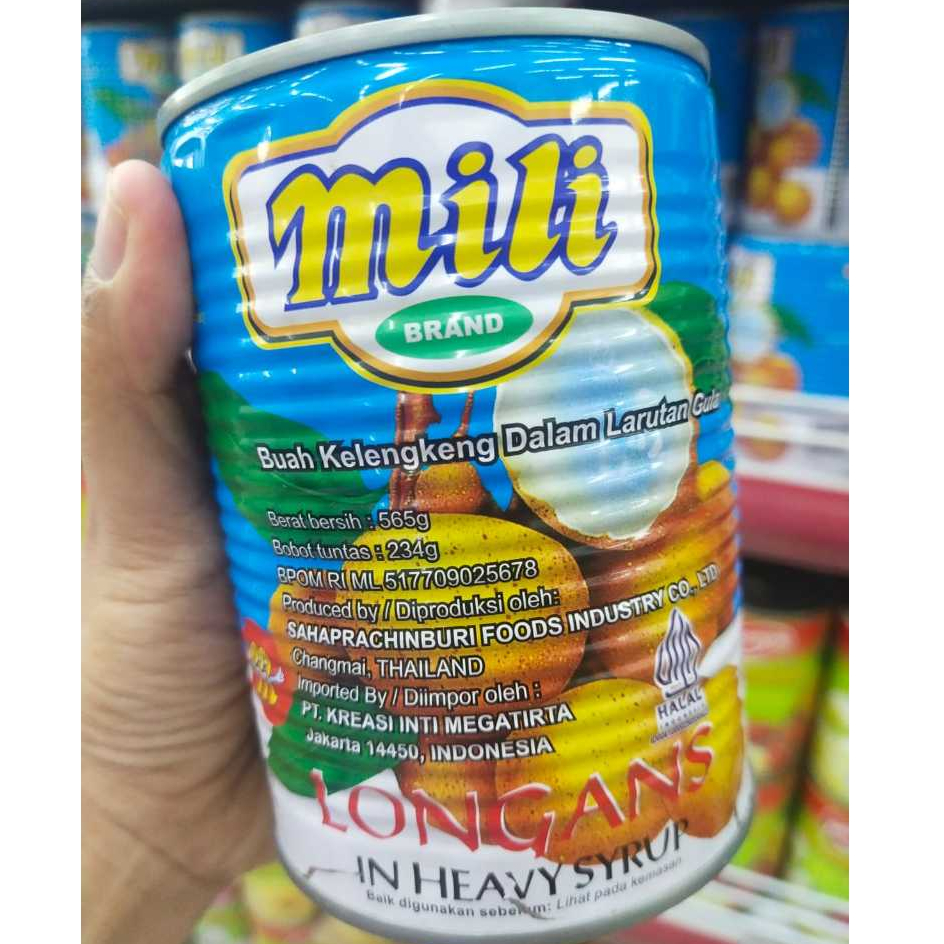 mili
BRAND
Buah Kelengkeng Dalam Larutan Gula
Berat bersih : 565g
Bobot tuntas : 234g
BPOM RI ML 517709025678
Produced by / Diproduksi oleh:
SAHAPRACHINBURI FOODS INDUSTRY CO., LTD
Changmai, THAILAND
Imported By / Diimpor oleh :
PT. KREASI INTI MEGATIRTA
Jakarta 14450, INDONESIA
HALAL
INDONESIA
LONGANS
IN HEAVY SYRUP
Baik digunakan sebelum: Lihat pada kemasan